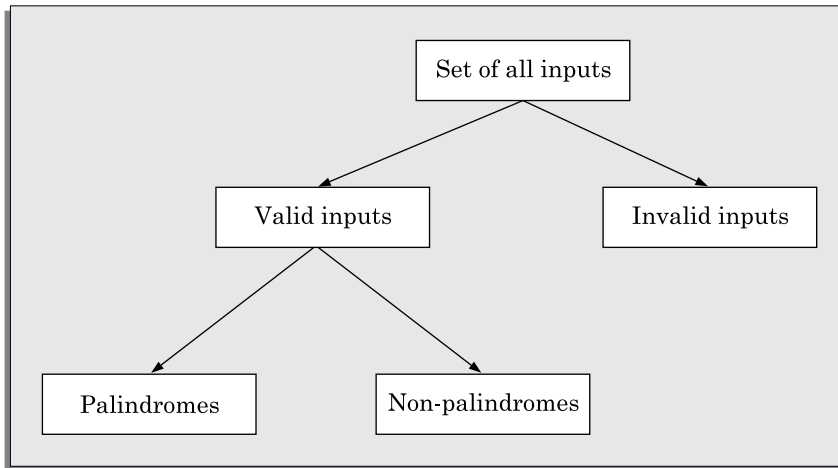 Set of all inputs
Valid inputs
Invalid inputs
Palindromes
Non-palindromes